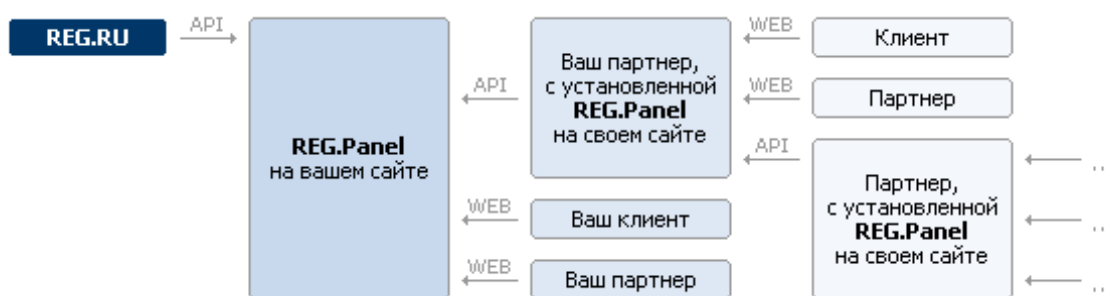 REG.RU
API
REG.Panel
на вашем сайте
API
Ваш партнер,
с установленной
REG.Panel
на своем сайте
WEB
Ваш клиент
WEB
Ваш партнер
WEB
Клиент
WEB
Партнер
API
Партнер,
с установленной
REG.Panel
на своем сайте
..
..
..